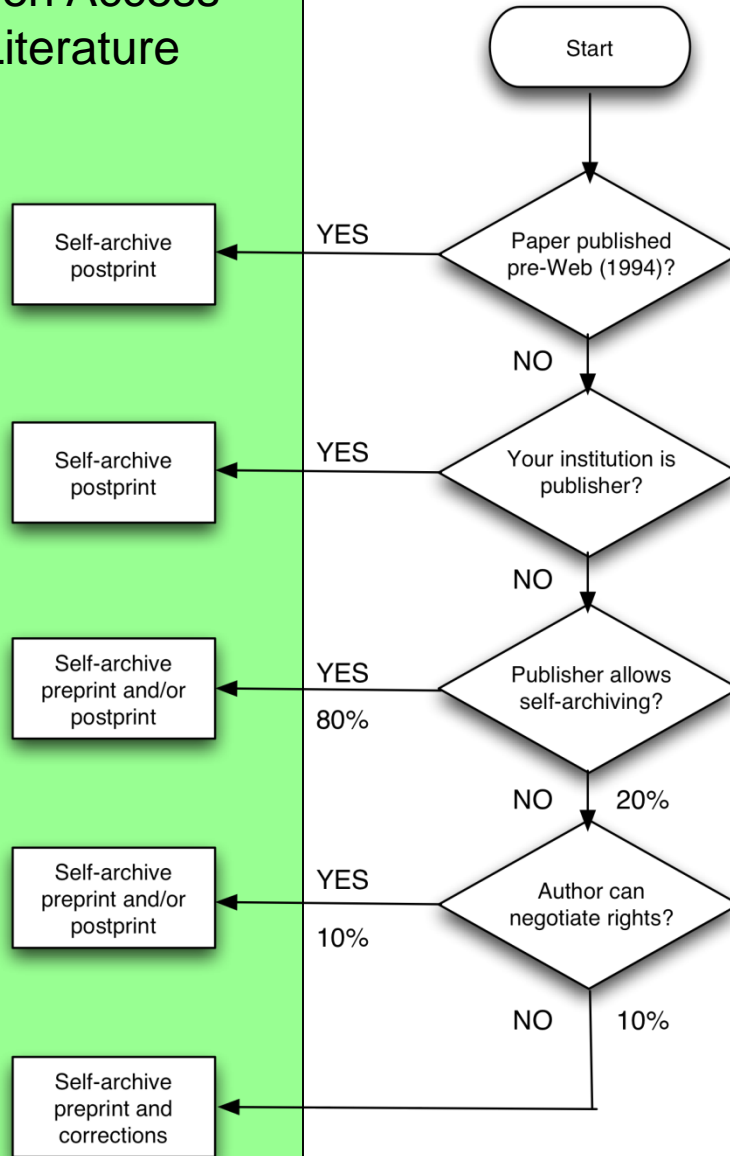 Access
Literature
Start
Paper published
pre-Web (1994)?
YES
Self-archive
postprint
NO
Your institution is
publisher?
YES
Self-archive
postprint
NO
Publisher allows
self-archiving?
YES
80%
Self-archive
preprint and/or
postprint
NO
20%
Author can
negotiate rights?
YES
10%
Self-archive
preprint and/or
postprint
NO
10%
Self-archive
preprint and
corrections